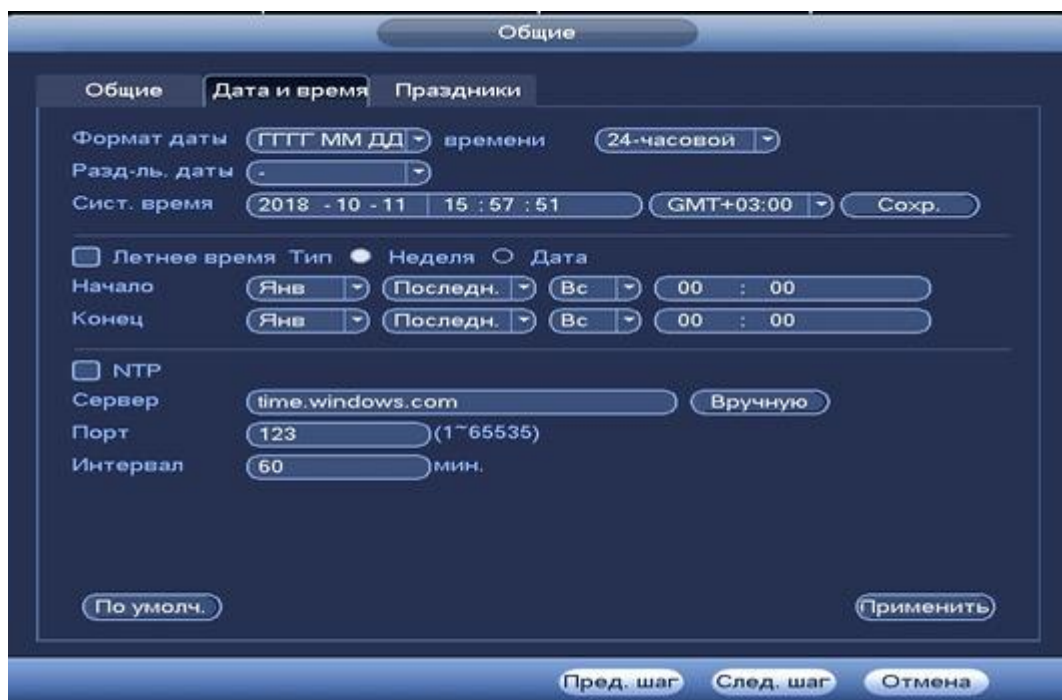 Общие
Общие Дата и время Праздники
Формат даты ГГГГ ММ ДД времени 24-часовой
Разд-ль. даты -
Сист. время 2018 - 10 - 11 15 : 57 : 51 GMT+03:00 Сохр.
Летнее время Тип Неделя Дата
Начало Янв Последн. Вс 00 : 00
Конец Янв Последн. Вс 00 : 00
NTP
Сервер time.windows.com Вручную
Порт 123 (1~65535)
Интервал 60 мин.
По умолч. Применить
Пред. шаг След. шаг Отмена